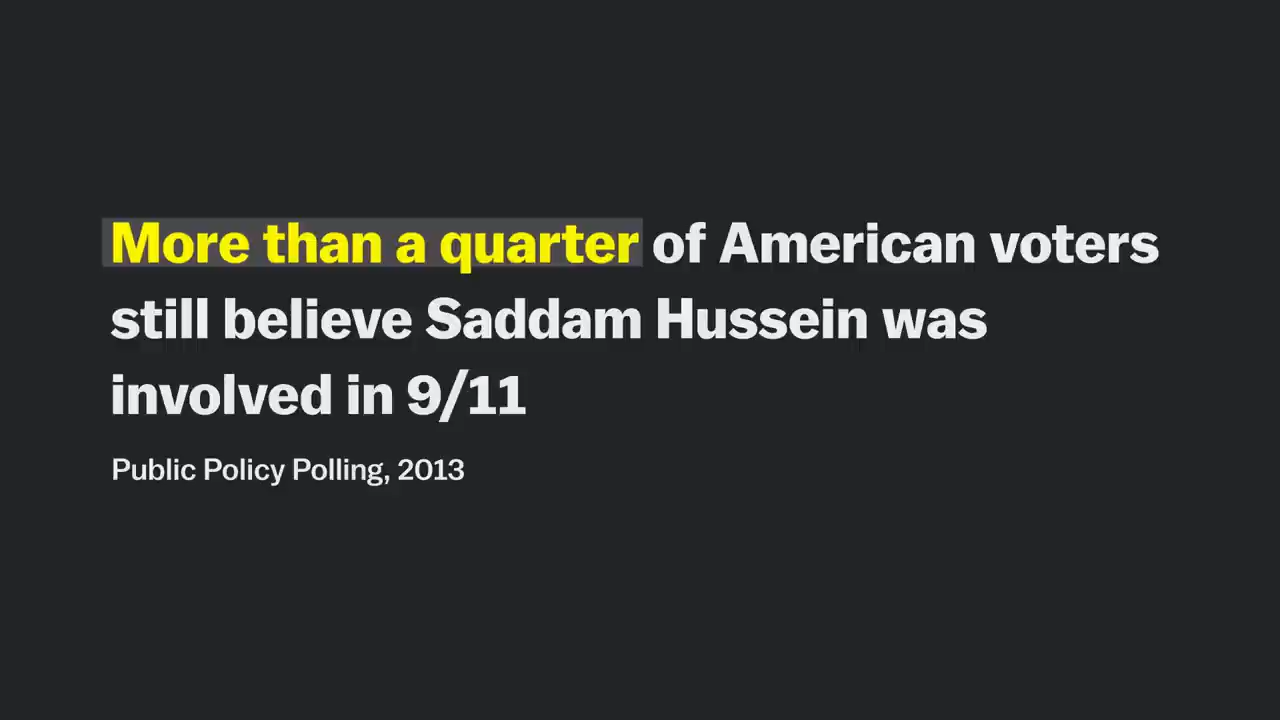 More than a quarter of American voters
still believe Saddam Hussein was
involved in 9/11
Public Policy Polling, 2013